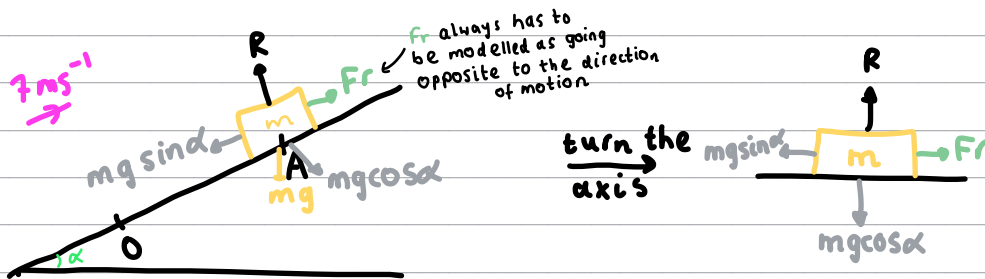 Fr always has to
be modelled as going
opposite to the direction
of motion
7ms⁻¹
R
Fr
m
mgsinα
A
mgcosα
mg
O
α
turn the
axis
R
mgsinα
m
Fr
mgcosα